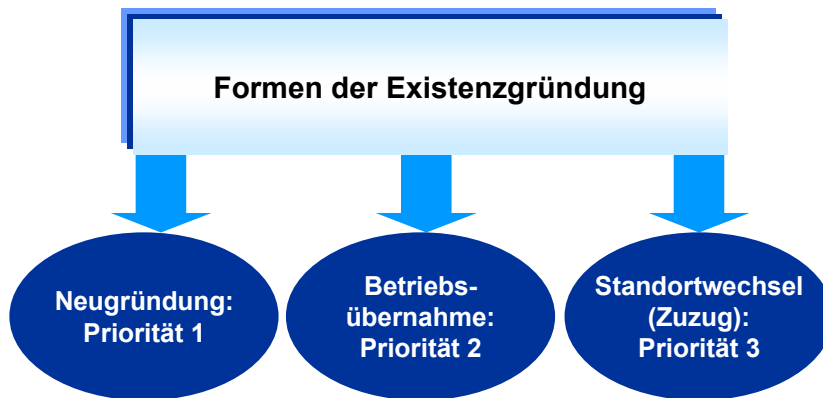 Formen der Existenzgründung
Neugründung:
Priorität 1
Betriebs-
übernahme:
Priorität 2
Standortwechsel
(Zuzug):
Priorität 3